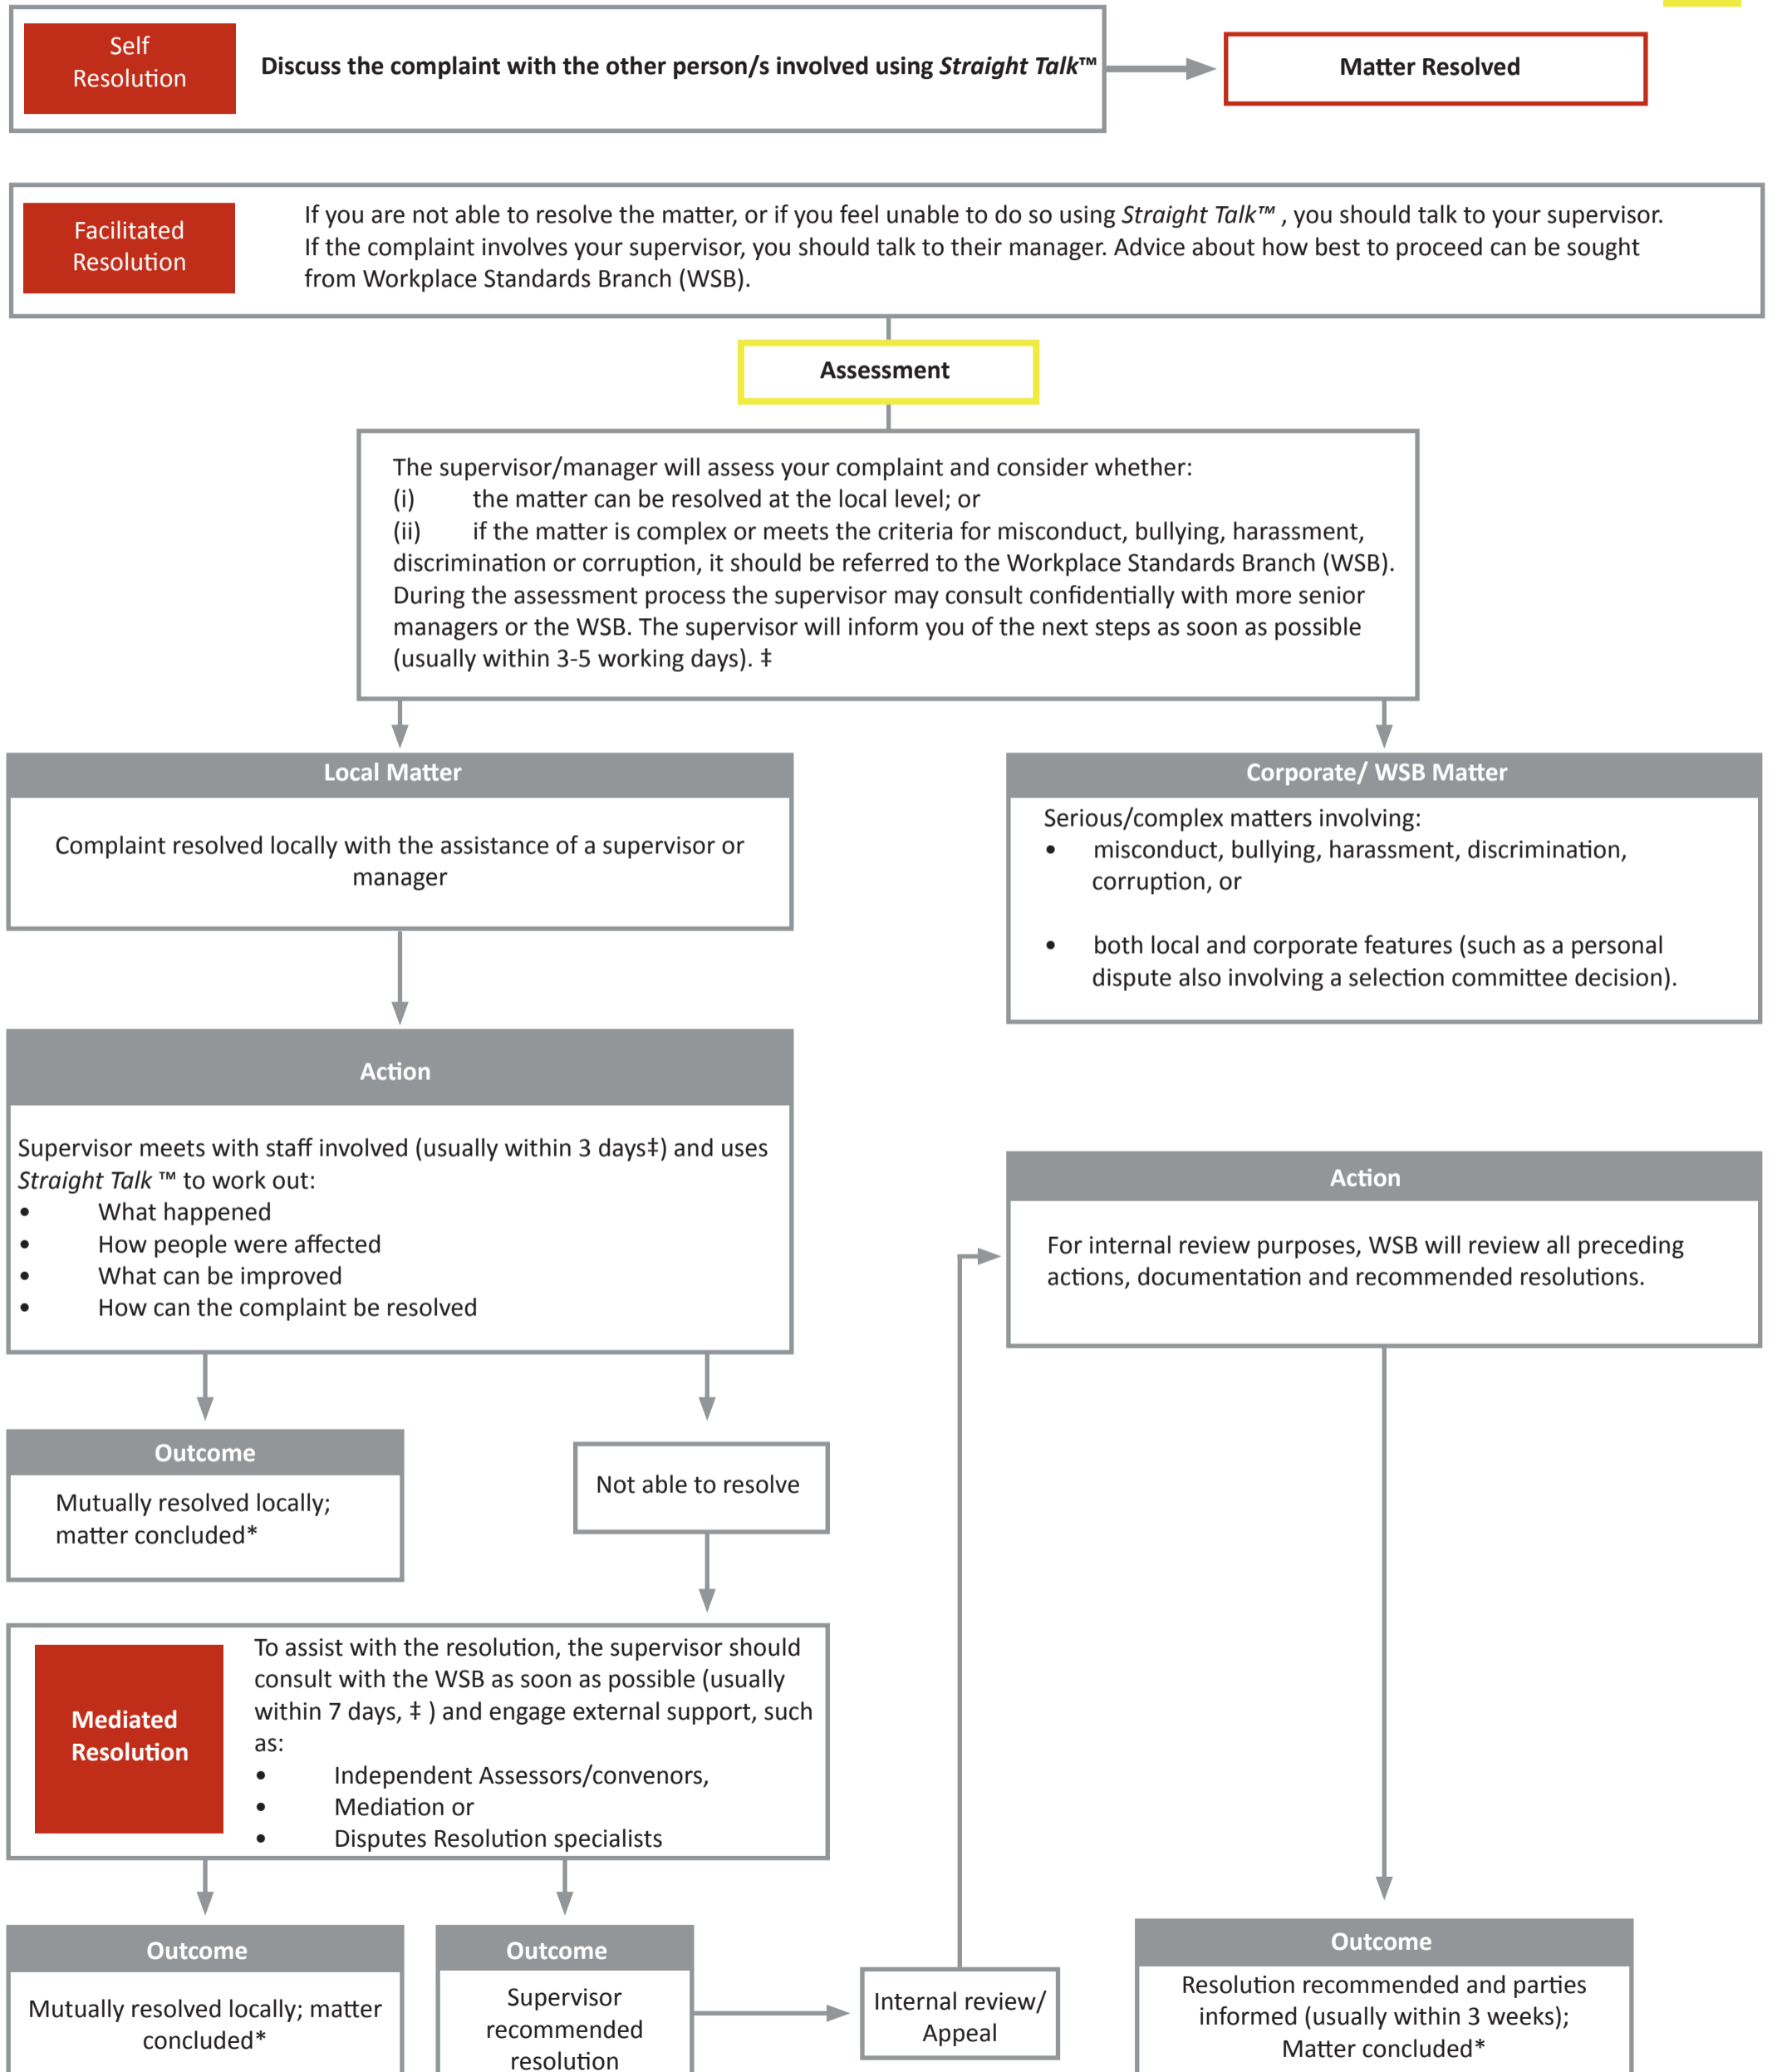 Self
Resolution
Discuss the complaint with the other person/s involved using Straight Talk™
Matter Resolved
Facilitated
Resolution
If you are not able to resolve the matter, or if you feel unable to do so using Straight Talk™ , you should talk to your supervisor.
If the complaint involves your supervisor, you should talk to their manager. Advice about how best to proceed can be sought
from Workplace Standards Branch (WSB).
Assessment
The supervisor/manager will assess your complaint and consider whether:
(i) the matter can be resolved at the local level; or
(ii) if the matter is complex or meets the criteria for misconduct, bullying, harassment,
discrimination or corruption, it should be referred to the Workplace Standards Branch (WSB).
During the assessment process the supervisor may consult confidentially with more senior
managers or the WSB. The supervisor will inform you of the next steps as soon as possible
(usually within 3-5 working days). ‡
Local Matter
Complaint resolved locally with the assistance of a supervisor or
manager
Corporate/ WSB Matter
Serious/complex matters involving:
• misconduct, bullying, harassment, discrimination,
corruption, or
• both local and corporate features (such as a personal
dispute also involving a selection committee decision).
Action
Supervisor meets with staff involved (usually within 3 days‡) and uses
Straight Talk ™ to work out:
• What happened
• How people were affected
• What can be improved
• How can the complaint be resolved
Action
For internal review purposes, WSB will review all preceding
actions, documentation and recommended resolutions.
Outcome
Mutually resolved locally;
matter concluded*
Not able to resolve
Mediated
Resolution
To assist with the resolution, the supervisor should
consult with the WSB as soon as possible (usually
within 7 days, ‡ ) and engage external support, such
as:
• Independent Assessors/convenors,
• Mediation or
• Disputes Resolution specialists
Outcome
Mutually resolved locally; matter
concluded*
Outcome
Supervisor
recommended
resolution
Internal review/
Appeal
Outcome
Resolution recommended and parties
informed (usually within 3 weeks);
Matter concluded*